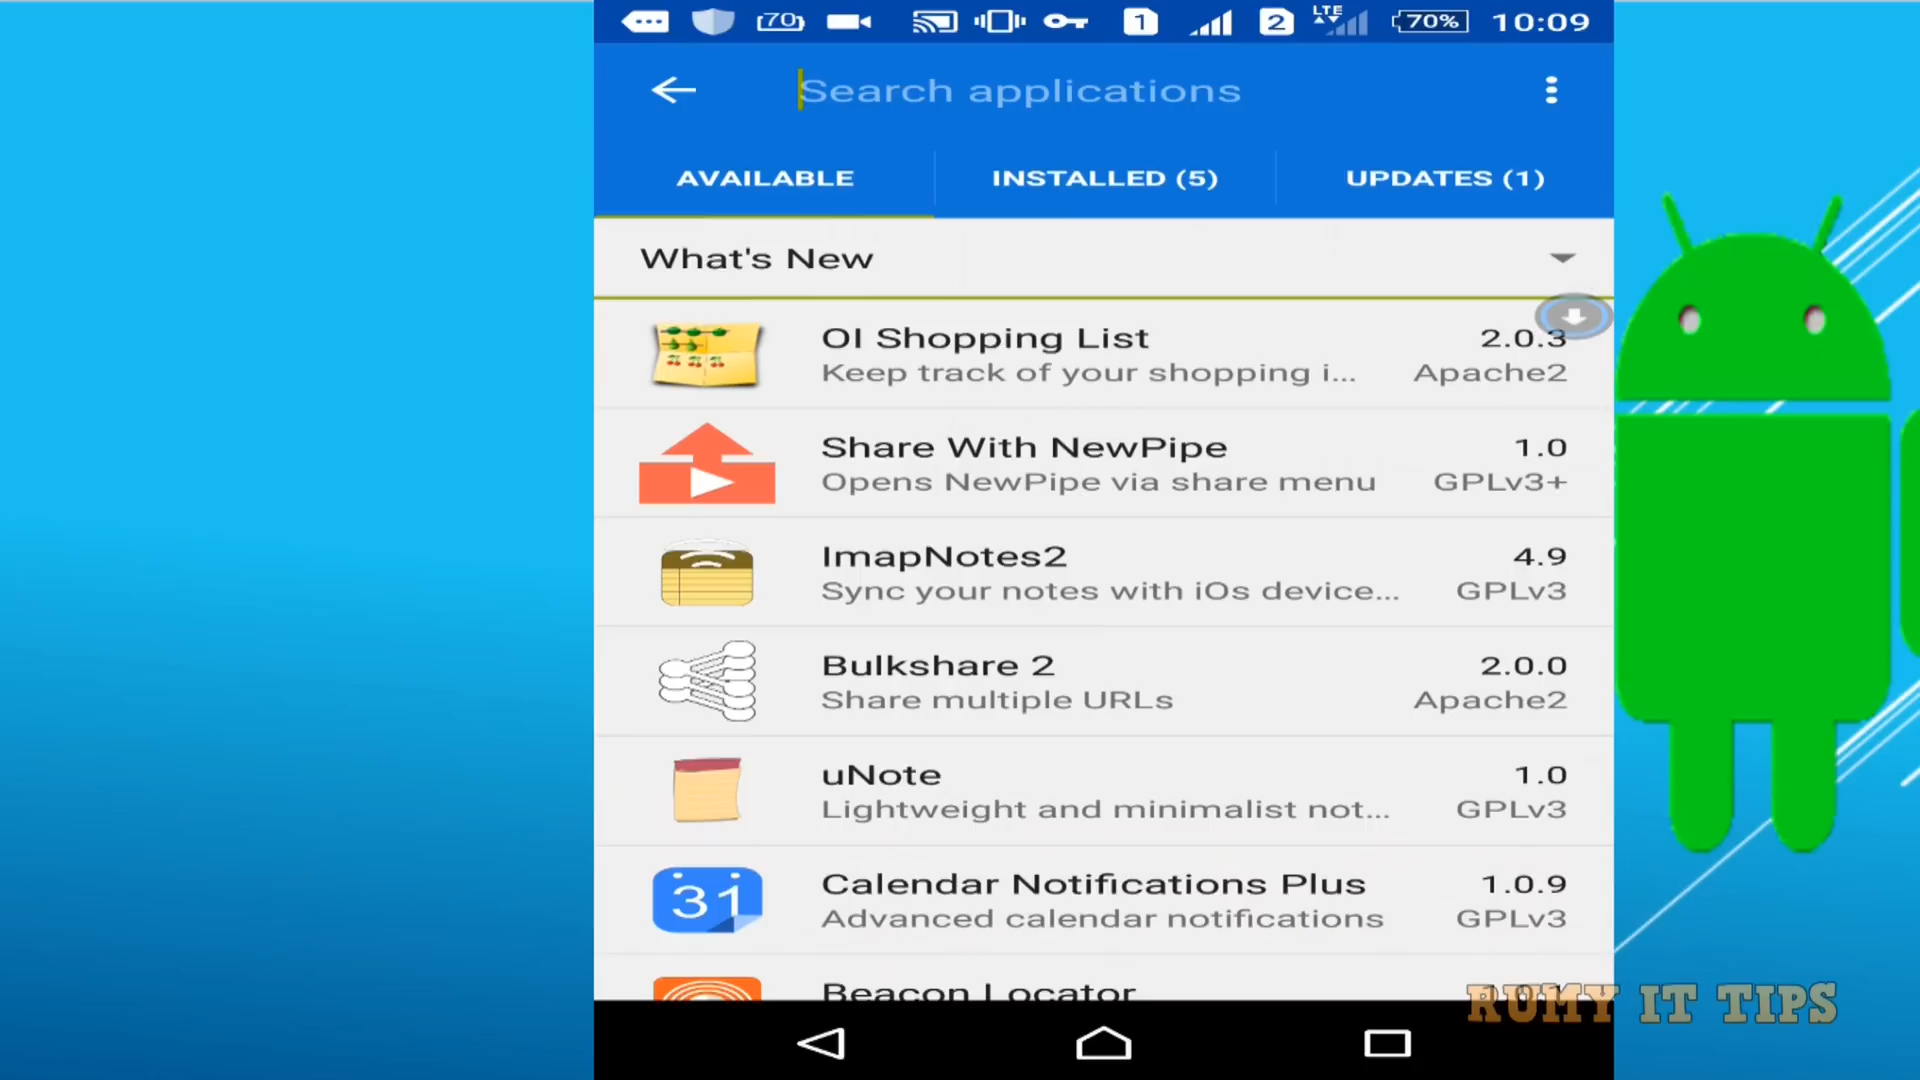 70 1 2 LTE 70% 10:09
Search applications
AVAILABLE INSTALLED (5) UPDATES (1)
What's New
OI Shopping List 2.0.3
Keep track of your shopping i... Apache2
Share With NewPipe 1.0
Opens NewPipe via share menu GPLv3+
ImapNotes2 4.9
Sync your notes with iOs device... GPLv3
Bulkshare 2 2.0.0
Share multiple URLs Apache2
uNote 1.0
Lightweight and minimalist not... GPLv3
31 Calendar Notifications Plus 1.0.9
Advanced calendar notifications GPLv3
Beacon Locator
RUMY IT TIPS